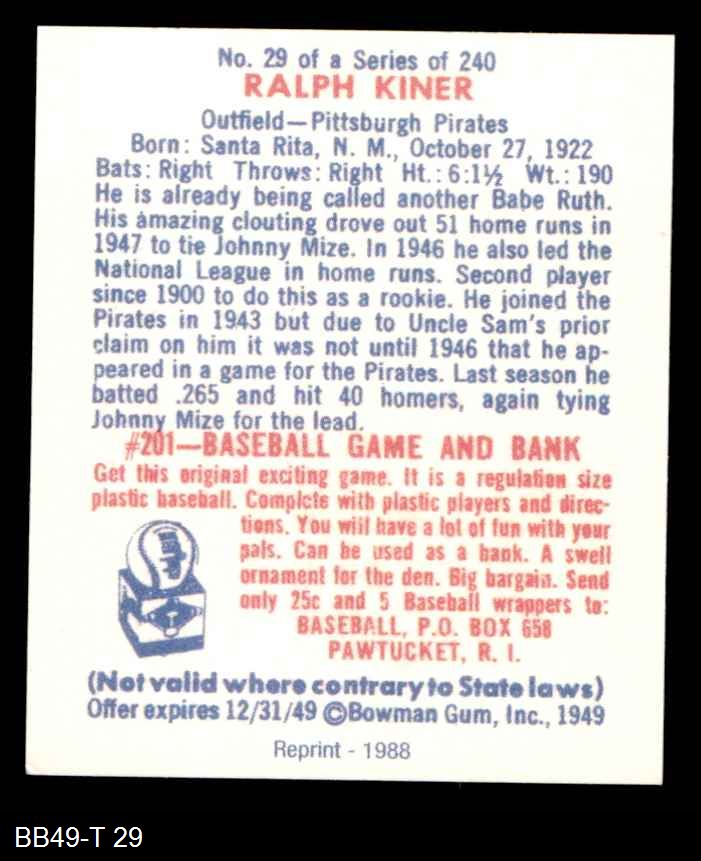 No. 29 of a Series of 240
RALPH KINER
Outfield—Pittsburgh Pirates
Born: Santa Rita, N. M., October 27, 1922
Bats: Right Throws: Right Ht.: 6:1½ Wt.: 190
He is already being called another Babe Ruth.
His amazing clouting drove out 51 home runs in
1947 to tie Johnny Mize. In 1946 he also led the
National League in home runs. Second player
since 1900 to do this as a rookie. He joined the
Pirates in 1943 but due to Uncle Sam's prior
claim on him it was not until 1946 that he ap-
peared in a game for the Pirates. Last season he
batted .265 and hit 40 homers, again tying
Johnny Mize for the lead.
#201—BASEBALL GAME AND BANK
Get this original exciting game. It is a regulation size
plastic baseball. Complete with plastic players and direc-
tions. You will have a lot of fun with your
pals. Can be used as a bank. A swell
ornament for the den. Big bargain. Send
only 25c and 5 Baseball wrappers to:
BASEBALL, P.O. BOX 658
PAWTUCKET, R. I.
(Not valid where contrary to State laws)
Offer expires 12/31/49 ©Bowman Gum, Inc., 1949
Reprint - 1988
BB49-T 29